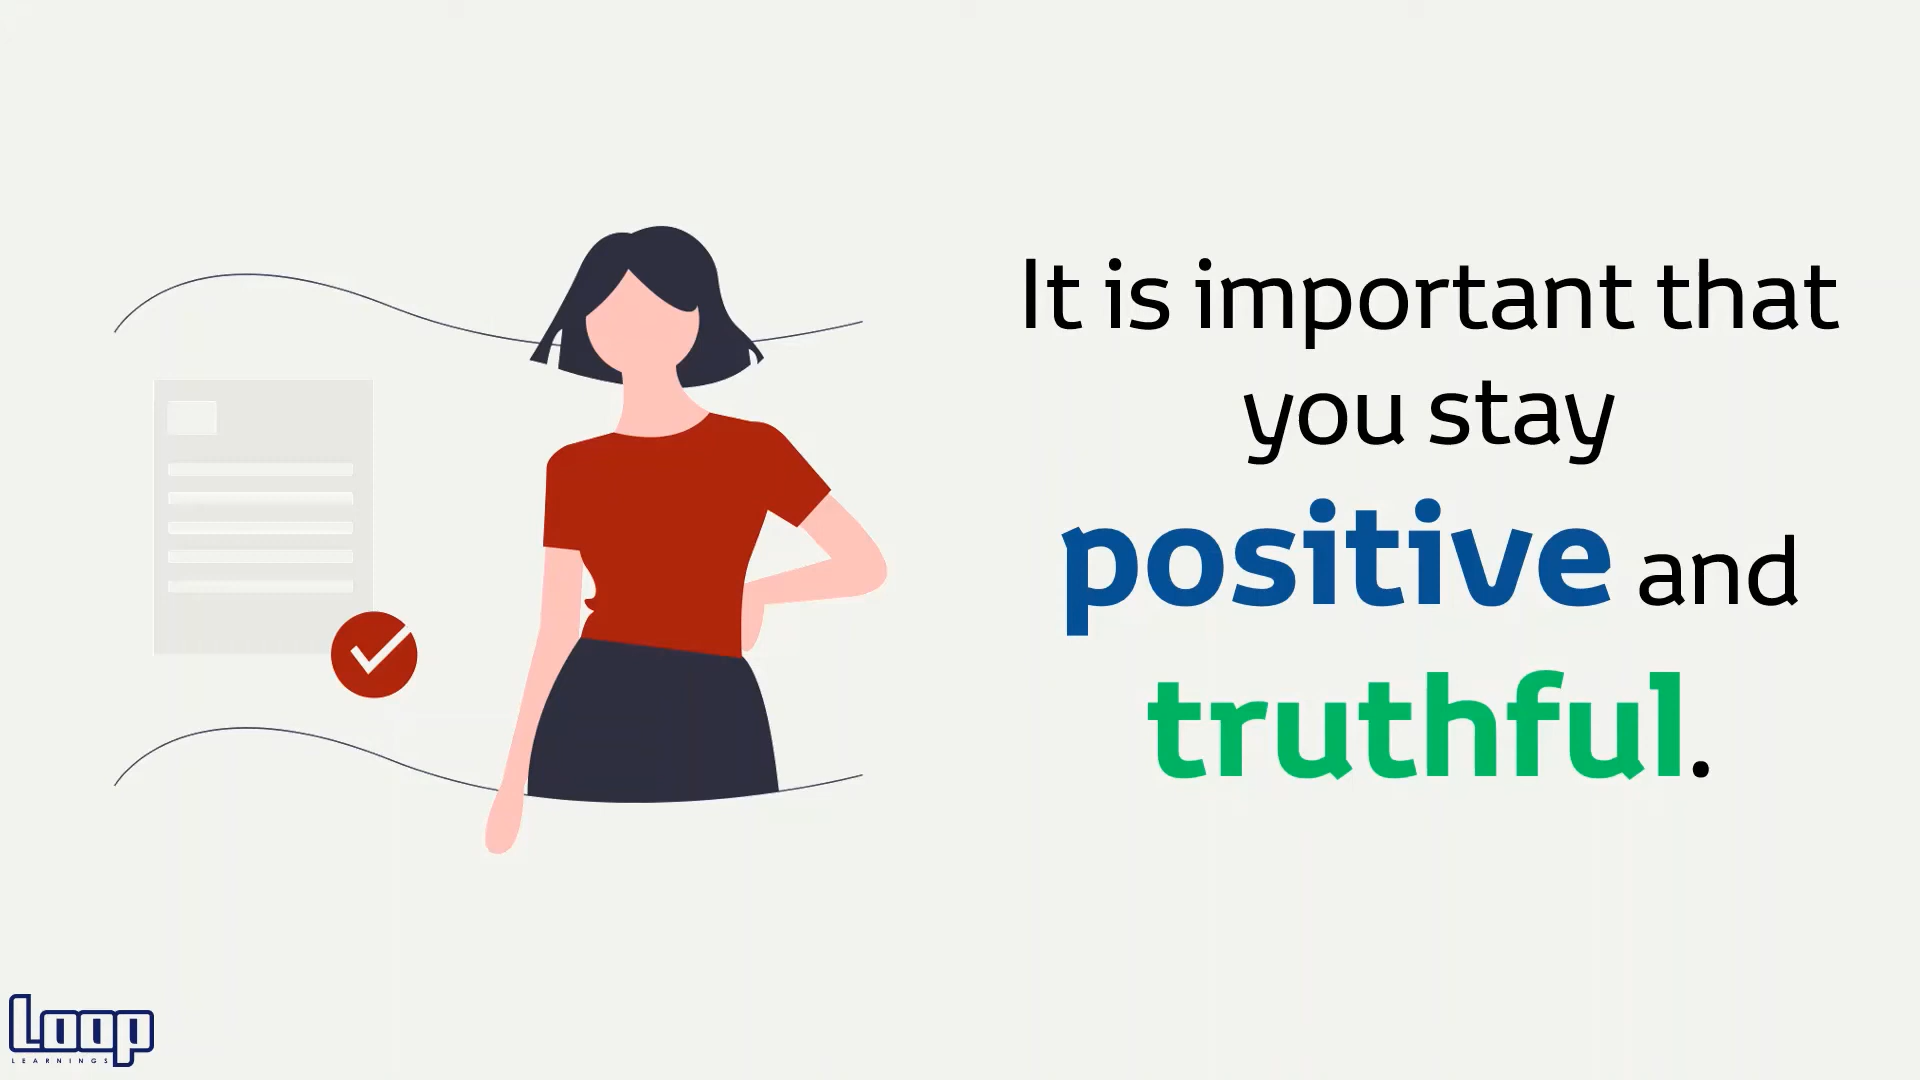 It is important that
you stay
positive and
truthful.
Loop
LEARNINGS